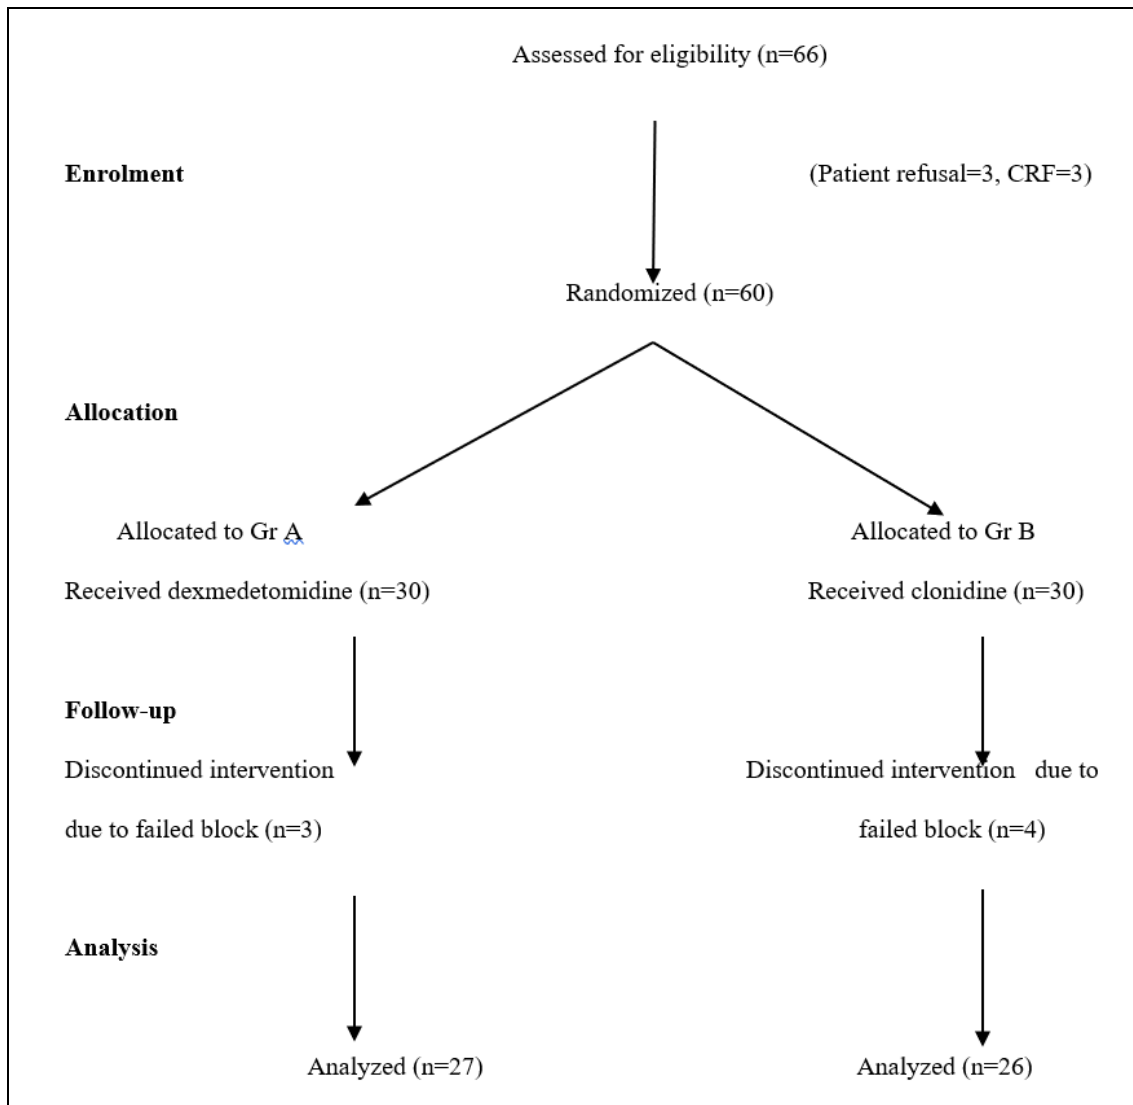 Assessed for eligibility (n=66)
Enrolment
(Patient refusal=3, CRF=3)
Randomized (n=60)
Allocation
Allocated to Gr A
Allocated to Gr B
Received dexmedetomidine (n=30)
Received clonidine (n=30)
Follow-up
Discontinued intervention
due to failed block (n=3)
Discontinued intervention due to
failed block (n=4)
Analysis
Analyzed (n=27)
Analyzed (n=26)